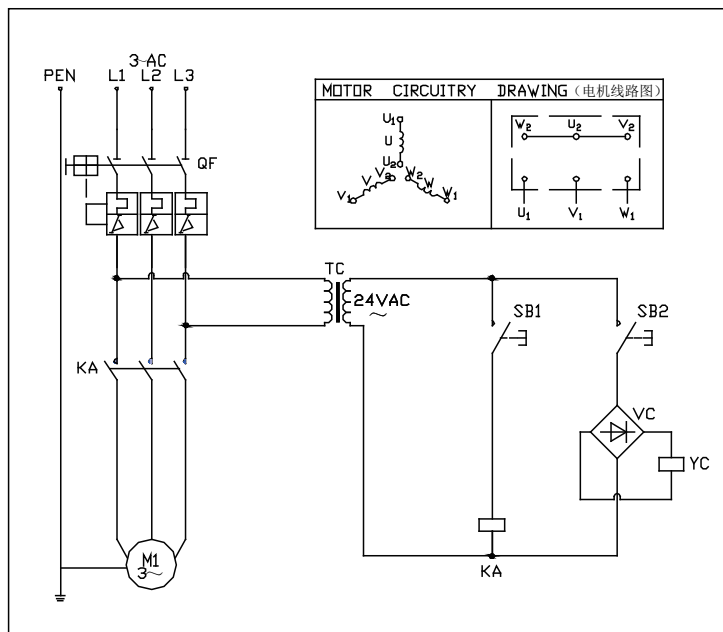 3~AC
PEN L1 L2 L3
QF
MOTOR CIRCUITRY DRAWING (电机线路图)
U1
U
U2
V2
V
V1
W2
W
W1
W2 U2 V2
U1 V1 W1
TC
24VAC
~
SB1
SB2
KA
VC
YC
M1
3~
KA